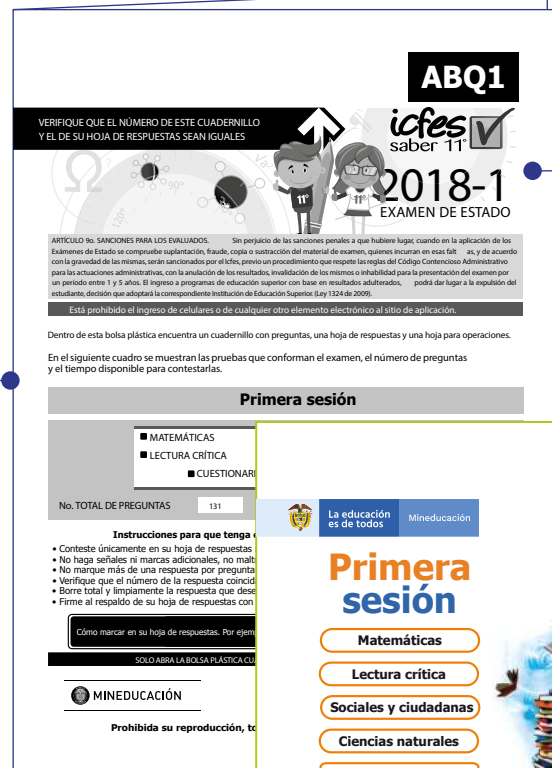 ABQ1
VERIFIQUE QUE EL NÚMERO DE ESTE CUADERNILLO
Y EL DE SU HOJA DE RESPUESTAS SEAN IGUALES
icfes
saber 11°
2018-1
EXAMEN DE ESTADO
Ω
90°
120°
11°
11°
ARTÍCULO 9o. SANCIONES PARA LOS EVALUADOS. Sin perjuicio de las sanciones penales a que hubiere lugar, cuando en la aplicación de los
Exámenes de Estado se compruebe suplantación, fraude, copia o sustracción del material de examen, quienes incurran en esas falt as, y de acuerdo
con la gravedad de las mismas, serán sancionados por el Icfes, previo un procedimiento que respete las reglas del Código Contencioso Administrativo
para las actuaciones administrativas, con la anulación de los resultados, invalidación de los mismos o inhabilidad para la presentación del examen por
un período entre 1 y 5 años. El ingreso a programas de educación superior con base en resultados adulterados, podrá dar lugar a la expulsión del
estudiante, decisión que adoptará la correspondiente Institución de Educación Superior. (Ley 1324 de 2009).
Está prohibido el ingreso de celulares o de cualquier otro elemento electrónico al sitio de aplicación.
Dentro de esta bolsa plástica encuentra un cuadernillo con preguntas, una hoja de respuestas y una hoja para operaciones.
En el siguiente cuadro se muestran las pruebas que conforman el examen, el número de preguntas
y el tiempo disponible para contestarlas.
Primera sesión
MATEMÁTICAS
LECTURA CRÍTICA
CUESTIONARI
No. TOTAL DE PREGUNTAS 131
Instrucciones para que tenga
• Conteste únicamente en su hoja de respuestas
• No haga señales ni marcas adicionales, no malt
• No marque más de una respuesta por pregunta
• Verifique que el número de la respuesta coincid
• Borre total y limpiamente la respuesta que dese
• Firme al respaldo de su hoja de respuestas con
Cómo marcar en su hoja de respuestas. Por ejemp
SOLO ABRA LA BOLSA PLÁSTICA CUA
MINEDUCACIÓN
Prohibida su reproducción, to
La educación
es de todos
Mineducación
Primera
sesión
Matemáticas
Lectura crítica
Sociales y ciudadanas
Ciencias naturales